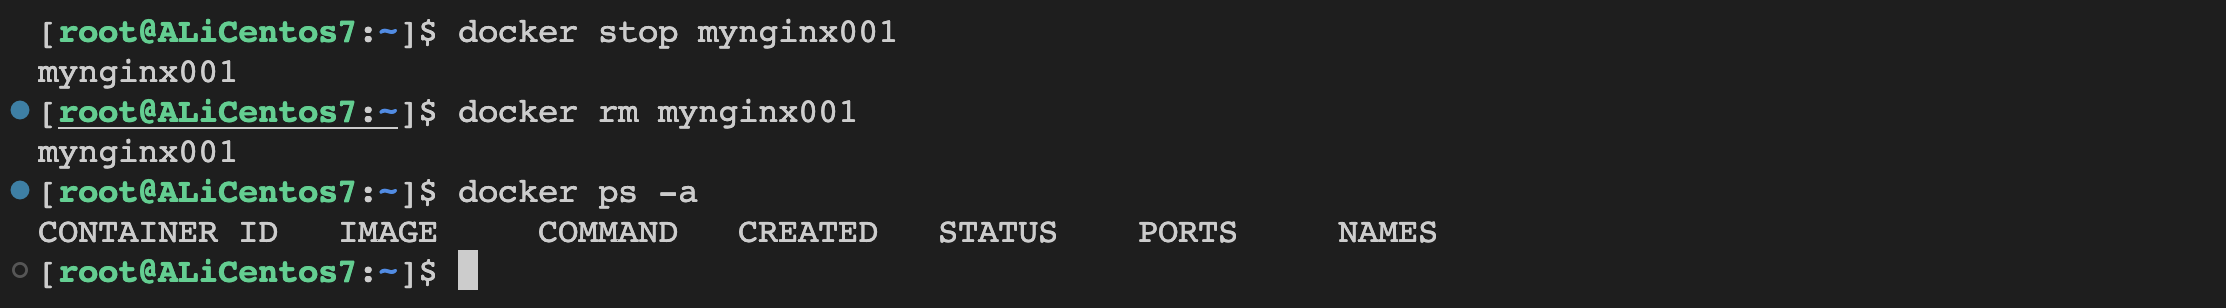 [root@ALiCentos7:~]$ docker stop mynginx001
mynginx001
[root@ALiCentos7:~]$ docker rm mynginx001
mynginx001
[root@ALiCentos7:~]$ docker ps -a
CONTAINER ID   IMAGE     COMMAND   CREATED   STATUS    PORTS     NAMES
[root@ALiCentos7:~]$